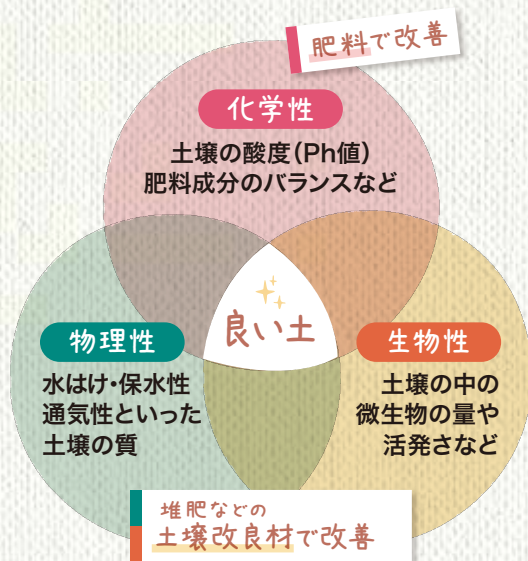 肥料で改善
化学性
土壌の酸度(Ph値)
肥料成分のバランスなど
良い土
物理性
水はけ・保水性
通気性といった
土壌の質
生物性
土壌の中の
微生物の量や
活発さなど
堆肥などの
土壌改良材で改善